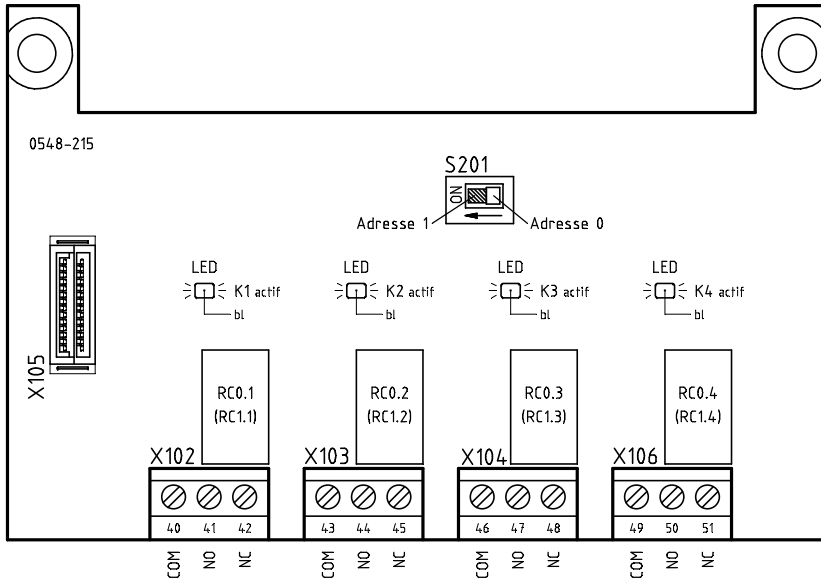 0548-215
S201
ON
Adresse 1
Adresse 0
LED
K1 actif
bl
LED
K2 actif
bl
LED
K3 actif
bl
LED
K4 actif
bl
X105
RC0.1
(RC1.1)
RC0.2
(RC1.2)
RC0.3
(RC1.3)
RC0.4
(RC1.4)
X102
X103
X104
X106
40 41 42
43 44 45
46 47 48
49 50 51
COM NO NC
COM NO NC
COM NO NC
COM NO NC